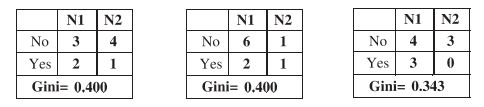 N1 N2
No 3 4
Yes 2 1
Gini= 0.400
N1 N2
No 6 1
Yes 2 1
Gini= 0.400
N1 N2
No 4 3
Yes 3 0
Gini= 0.343